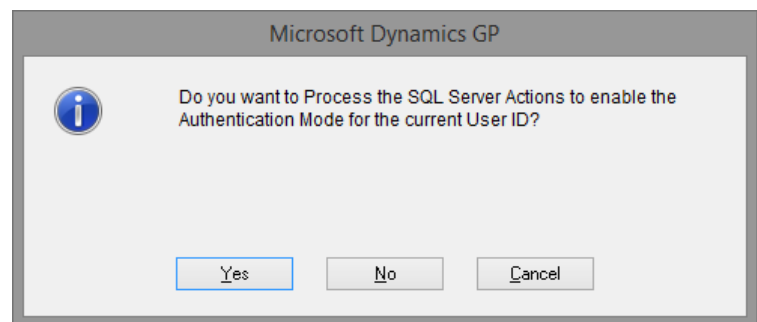 Microsoft Dynamics GP
Do you want to Process the SQL Server Actions to enable the
Authentication Mode for the current User ID?
Yes
No
Cancel